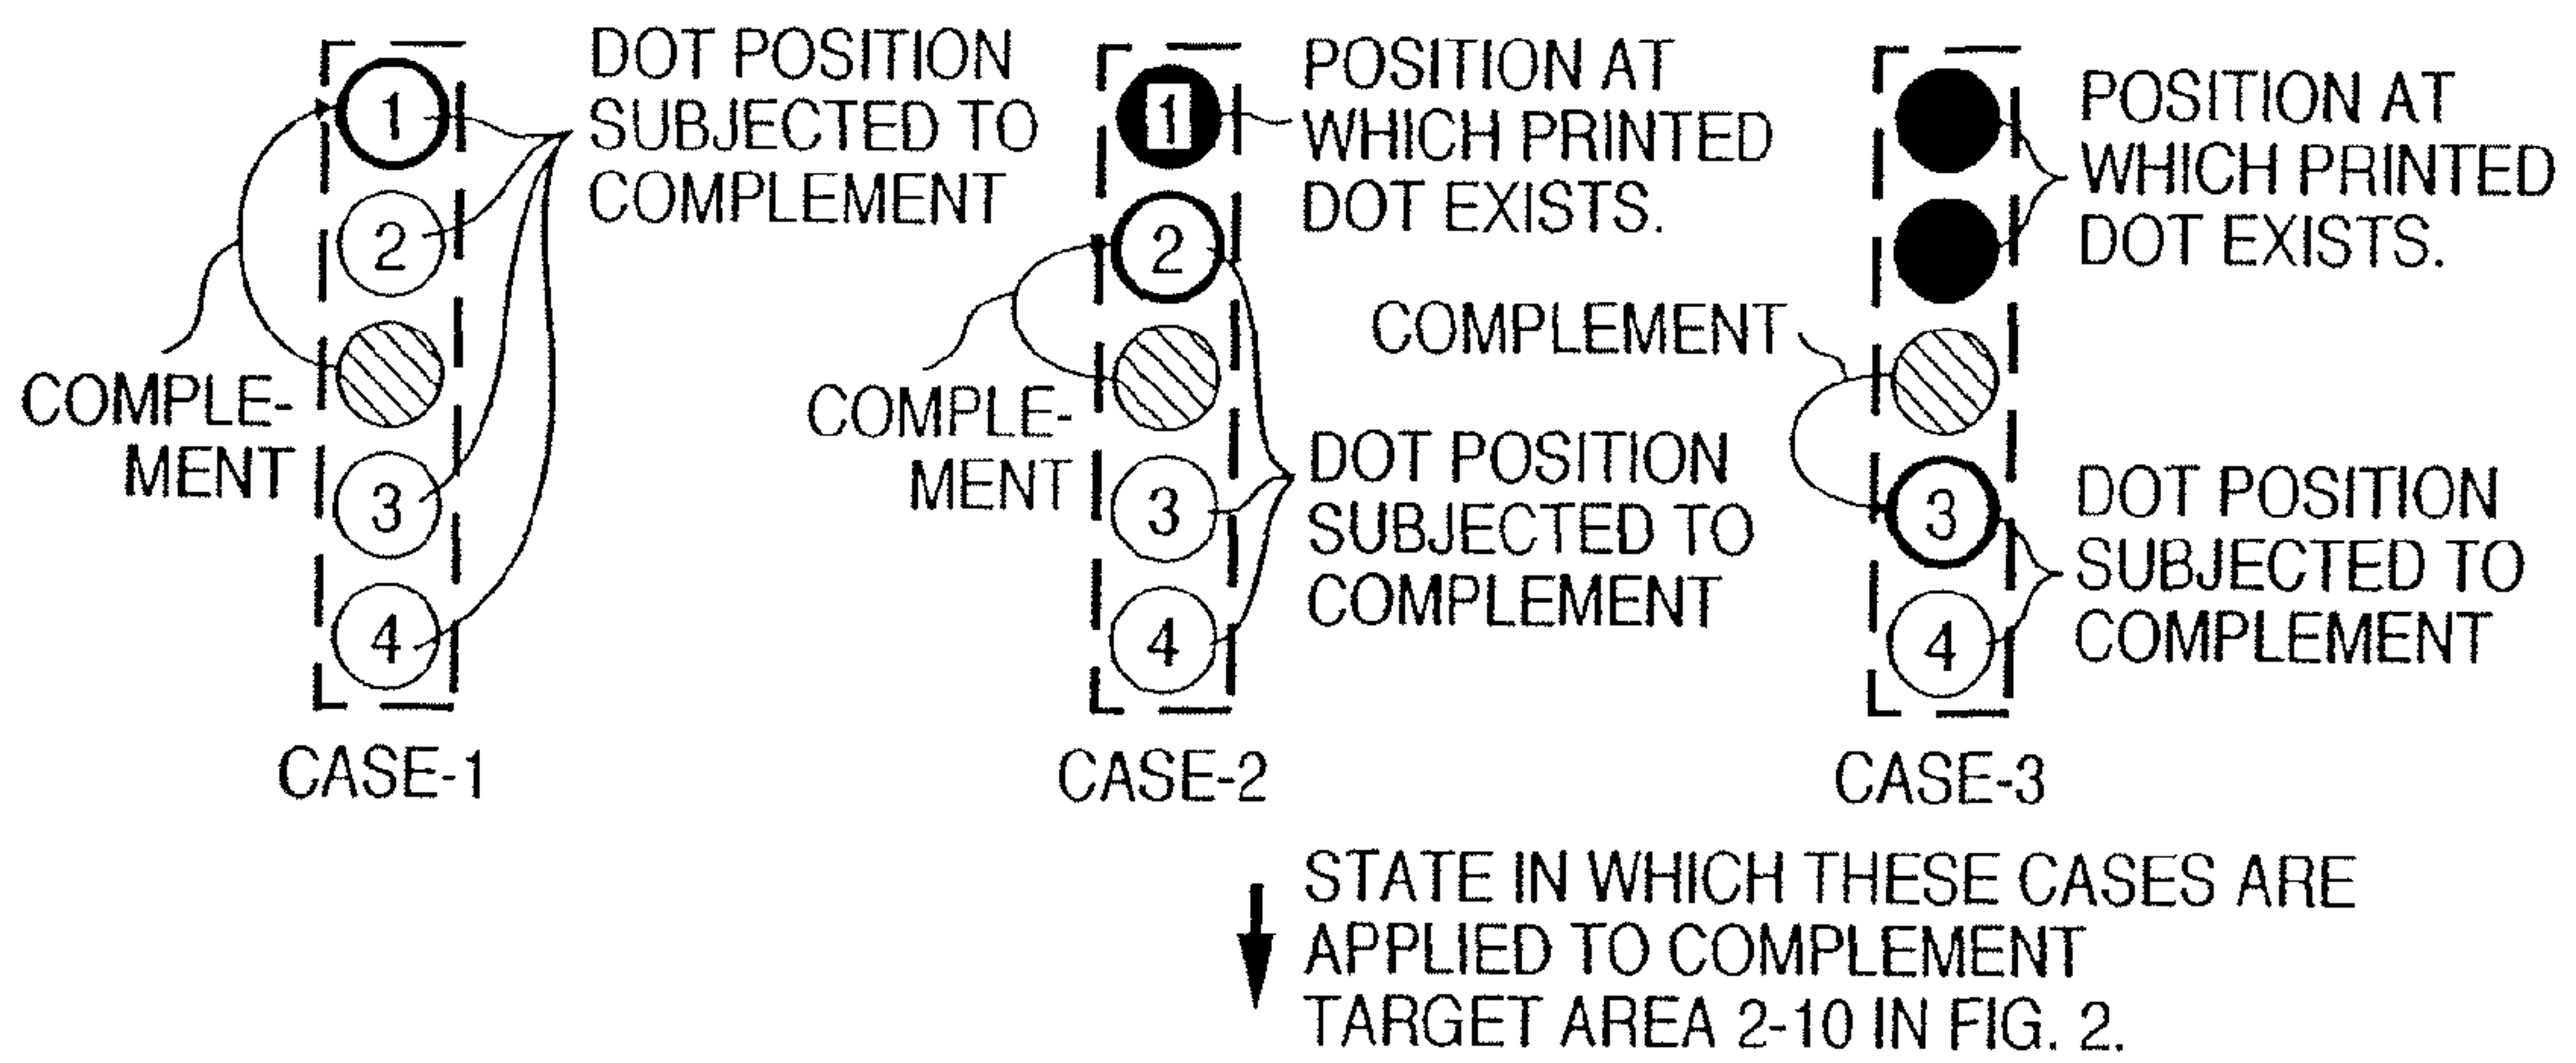 1
2
3
4
DOT POSITION
SUBJECTED TO
COMPLEMENT
COMPLE-
MENT
CASE-1
1
2
3
4
POSITION AT
WHICH PRINTED
DOT EXISTS.
COMPLE-
MENT
DOT POSITION
SUBJECTED TO
COMPLEMENT
CASE-2
POSITION AT
WHICH PRINTED
DOT EXISTS.
COMPLEMENT
3
4
DOT POSITION
SUBJECTED TO
COMPLEMENT
CASE-3
STATE IN WHICH THESE CASES ARE
APPLIED TO COMPLEMENT
TARGET AREA 2-10 IN FIG. 2.